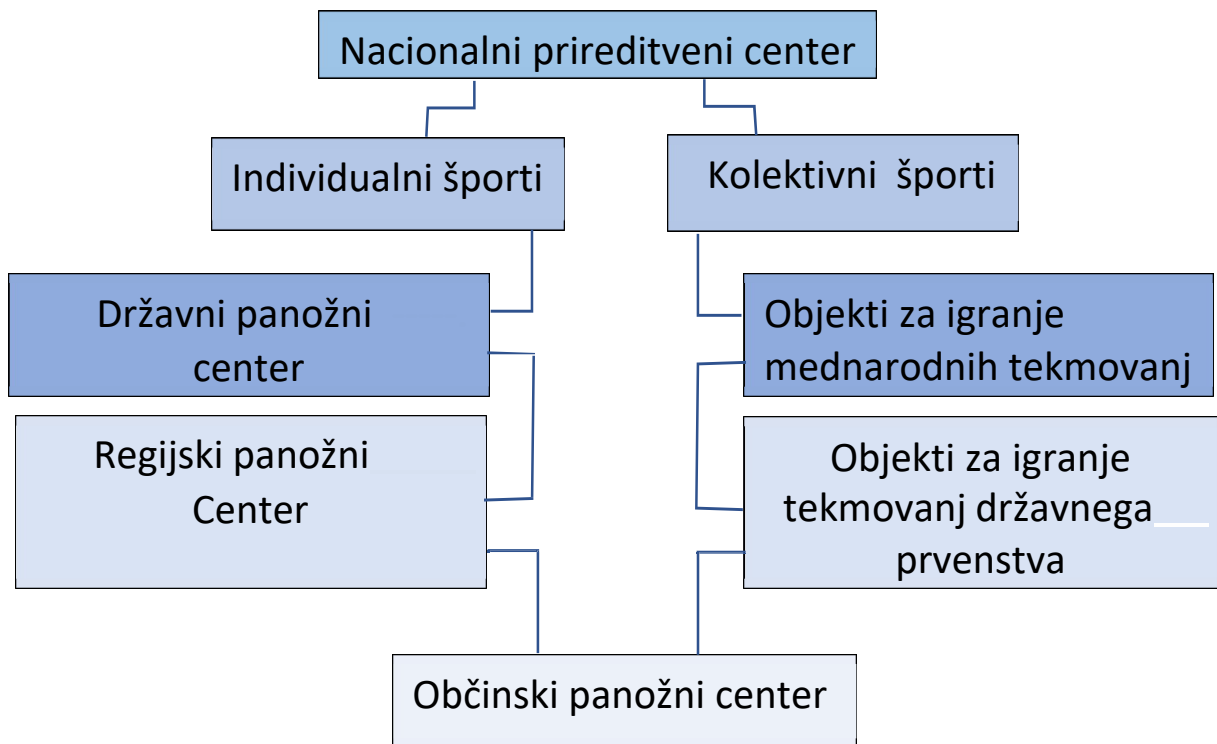 Nacionalni prireditveni center
Individualni športi
Kolektivni športi
Državni panožni
center
Objekti za igranje
mednarodnih tekmovanj
Regijski panožni
Center
Objekti za igranje
tekmovanj državnega
prvenstva
Občinski panožni center